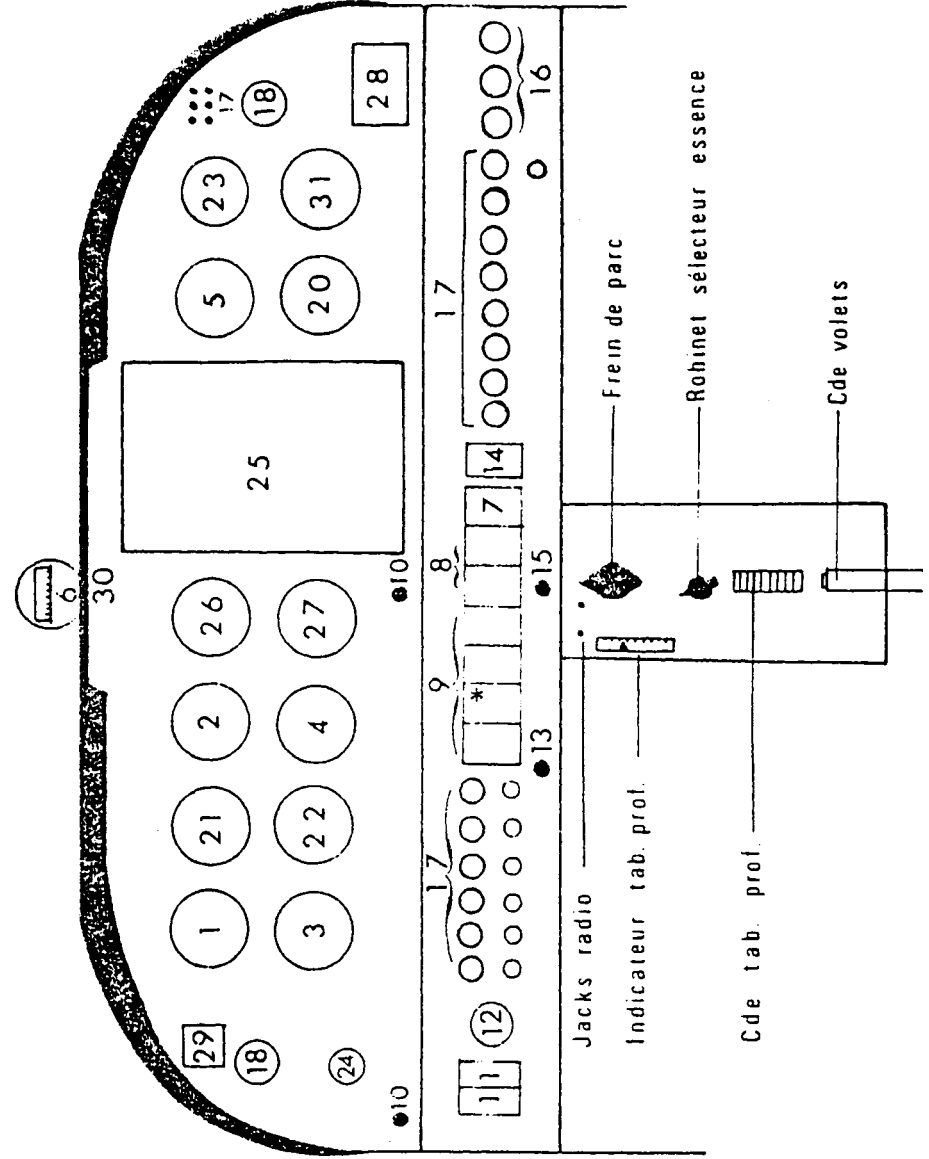 6
30
29 1 21 2 26 5 23 17
18 25 18
3 22 4 27 20 31
24 28
10 10
17 9 8 17
11 12 * 7 14
13 15 16
Jacks radio
Frein de parc
Indicateur tab. prof.
Rohinet sélecteur essence
Cde tab. prof.
Cde volets